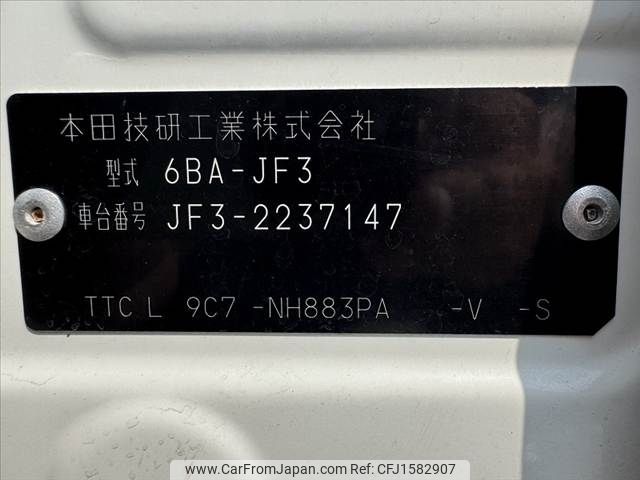 本田技研工業株式会社
型式 6BA-JF3
車台番号 JF3-2237147
TTC L 9C7 -NH883PA -V -S
www.CarFromJapan.com | CFJ1582907